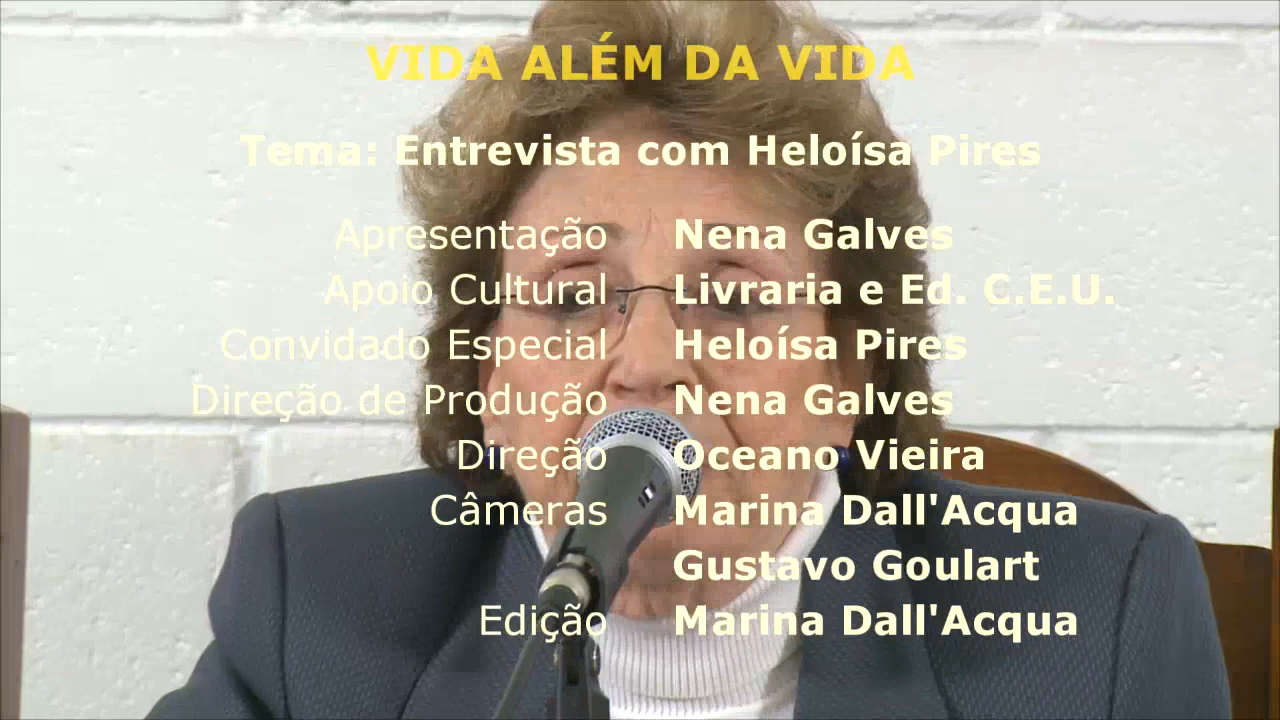 VIDA ALÉM DA VIDA
Tema: Entrevista com Heloísa Pires
Apresentação Nena Galves
Apoio Cultural Livraria e Ed. C.E.U.
Convidado Especial Heloísa Pires
Direção de Produção Nena Galves
Direção Oceano Vieira
Câmeras Marina Dall'Acqua
Gustavo Goulart
Edição Marina Dall'Acqua